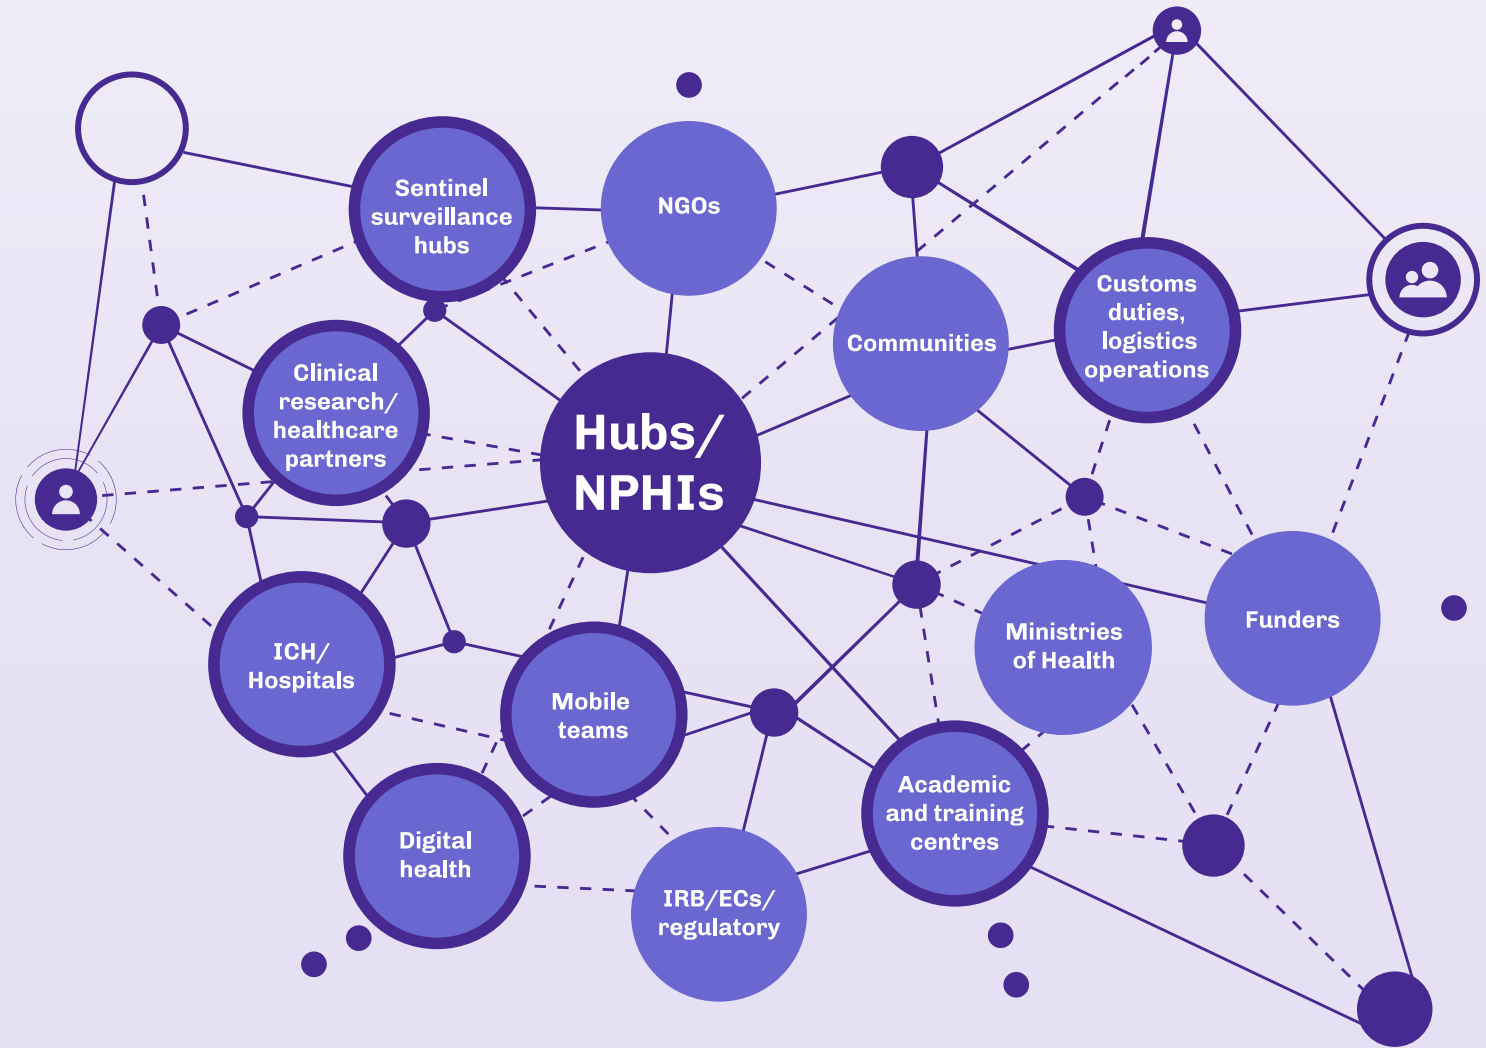 Sentinel
surveillance
hubs
NGOs
Customs
duties,
logistics
operations
Communities
Clinical
research/
healthcare
partners
Hubs/
NPHIs
ICH/
Hospitals
Mobile
teams
Ministries
of Health
Funders
Digital
health
Academic
and training
centres
IRB/ECs/
regulatory